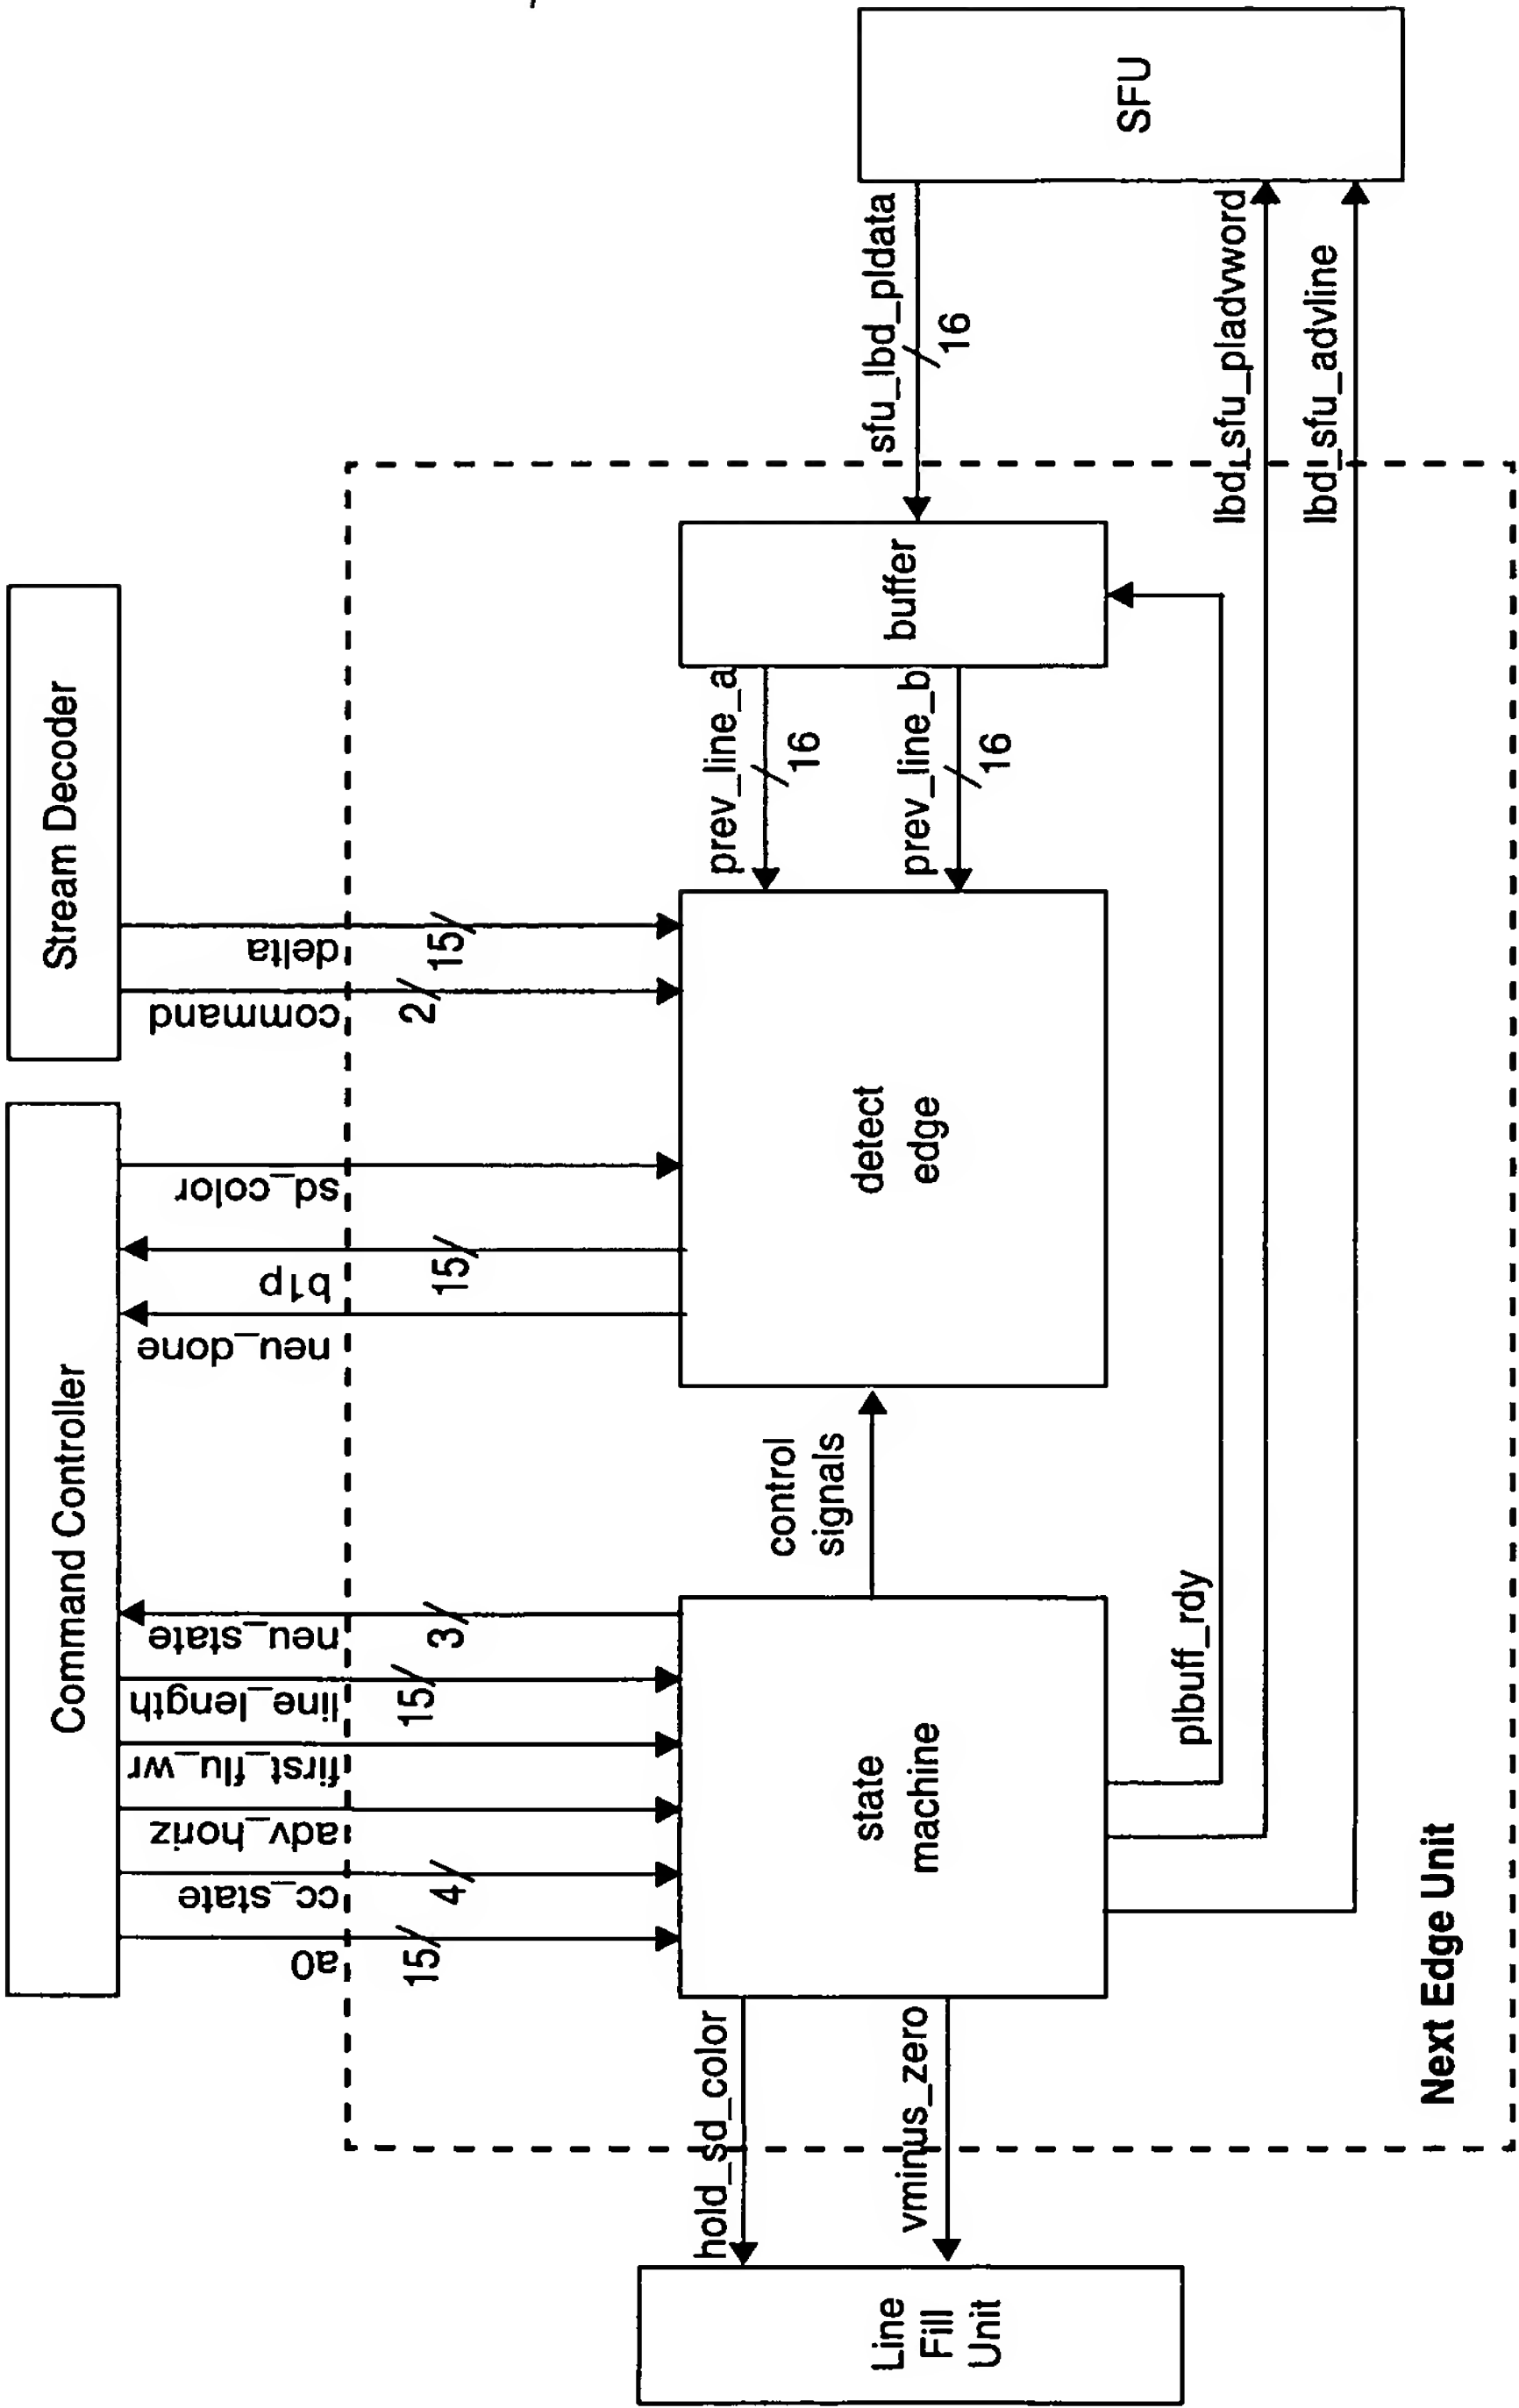 Command Controller
Stream Decoder
a0
15
cc_state
4
adv_horiz
first_flu_wr
line_length
15
neu_state
3
neu_done
b1p
15
sd_color
command
2
delta
15
hold_sd_color
vminus_zero
Line
Fill
Unit
state
machine
control
signals
detect
edge
prev_line_a
16
prev_line_b
16
buffer
sfu_lbd_pldata
16
SFU
plbuff_rdy
lbd_sfu_pladvword
lbd_sfu_advline
Next Edge Unit